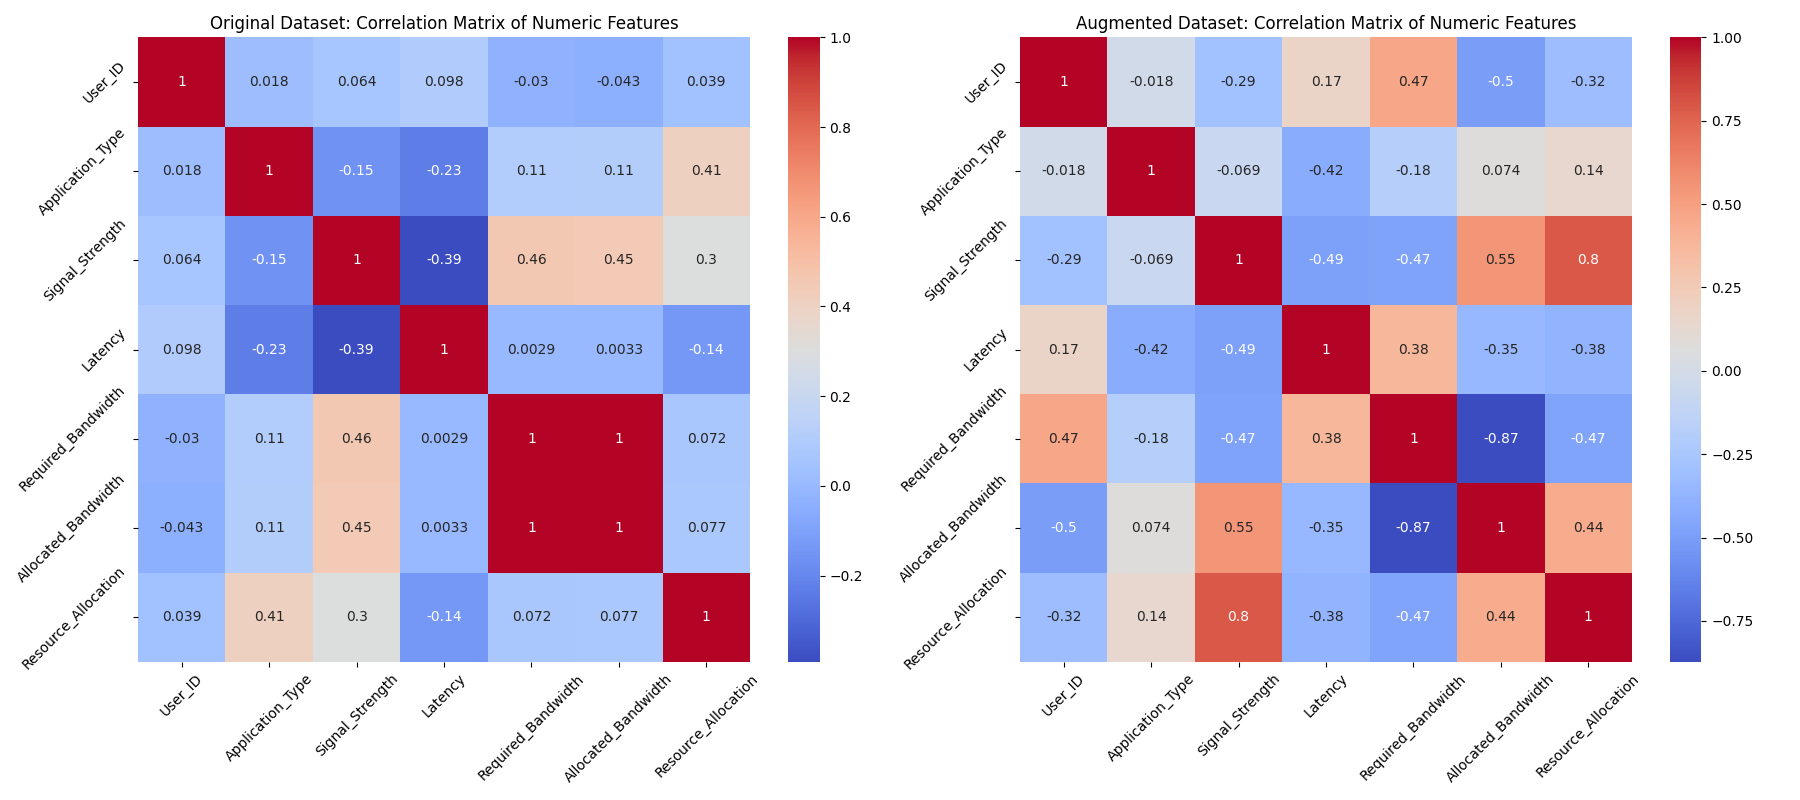 Original Dataset: Correlation Matrix of Numeric Features
User_ID 1 0.018 0.064 0.098 -0.03 -0.043 0.039
Application_Type 0.018 1 -0.15 -0.23 0.11 0.11 0.41
Signal_Strength 0.064 -0.15 1 -0.39 0.46 0.45 0.3
Latency 0.098 -0.23 -0.39 1 0.0029 0.0033 -0.14
Required_Bandwidth -0.03 0.11 0.46 0.0029 1 1 0.072
Allocated_Bandwidth -0.043 0.11 0.45 0.0033 1 1 0.077
Resource_Allocation 0.039 0.41 0.3 -0.14 0.072 0.077 1
User_ID Application_Type Signal_Strength Latency Required_Bandwidth Allocated_Bandwidth Resource_Allocation
1.0
0.8
0.6
0.4
0.2
0.0
−0.2
Augmented Dataset: Correlation Matrix of Numeric Features
User_ID 1 -0.018 -0.29 0.17 0.47 -0.5 -0.32
Application_Type -0.018 1 -0.069 -0.42 -0.18 0.074 0.14
Signal_Strength -0.29 -0.069 1 -0.49 -0.47 0.55 0.8
Latency 0.17 -0.42 -0.49 1 0.38 -0.35 -0.38
Required_Bandwidth 0.47 -0.18 -0.47 0.38 1 -0.87 -0.47
Allocated_Bandwidth -0.5 0.074 0.55 -0.35 -0.87 1 0.44
Resource_Allocation -0.32 0.14 0.8 -0.38 -0.47 0.44 1
User_ID Application_Type Signal_Strength Latency Required_Bandwidth Allocated_Bandwidth Resource_Allocation
1.00
0.75
0.50
0.25
0.00
−0.25
−0.50
−0.75